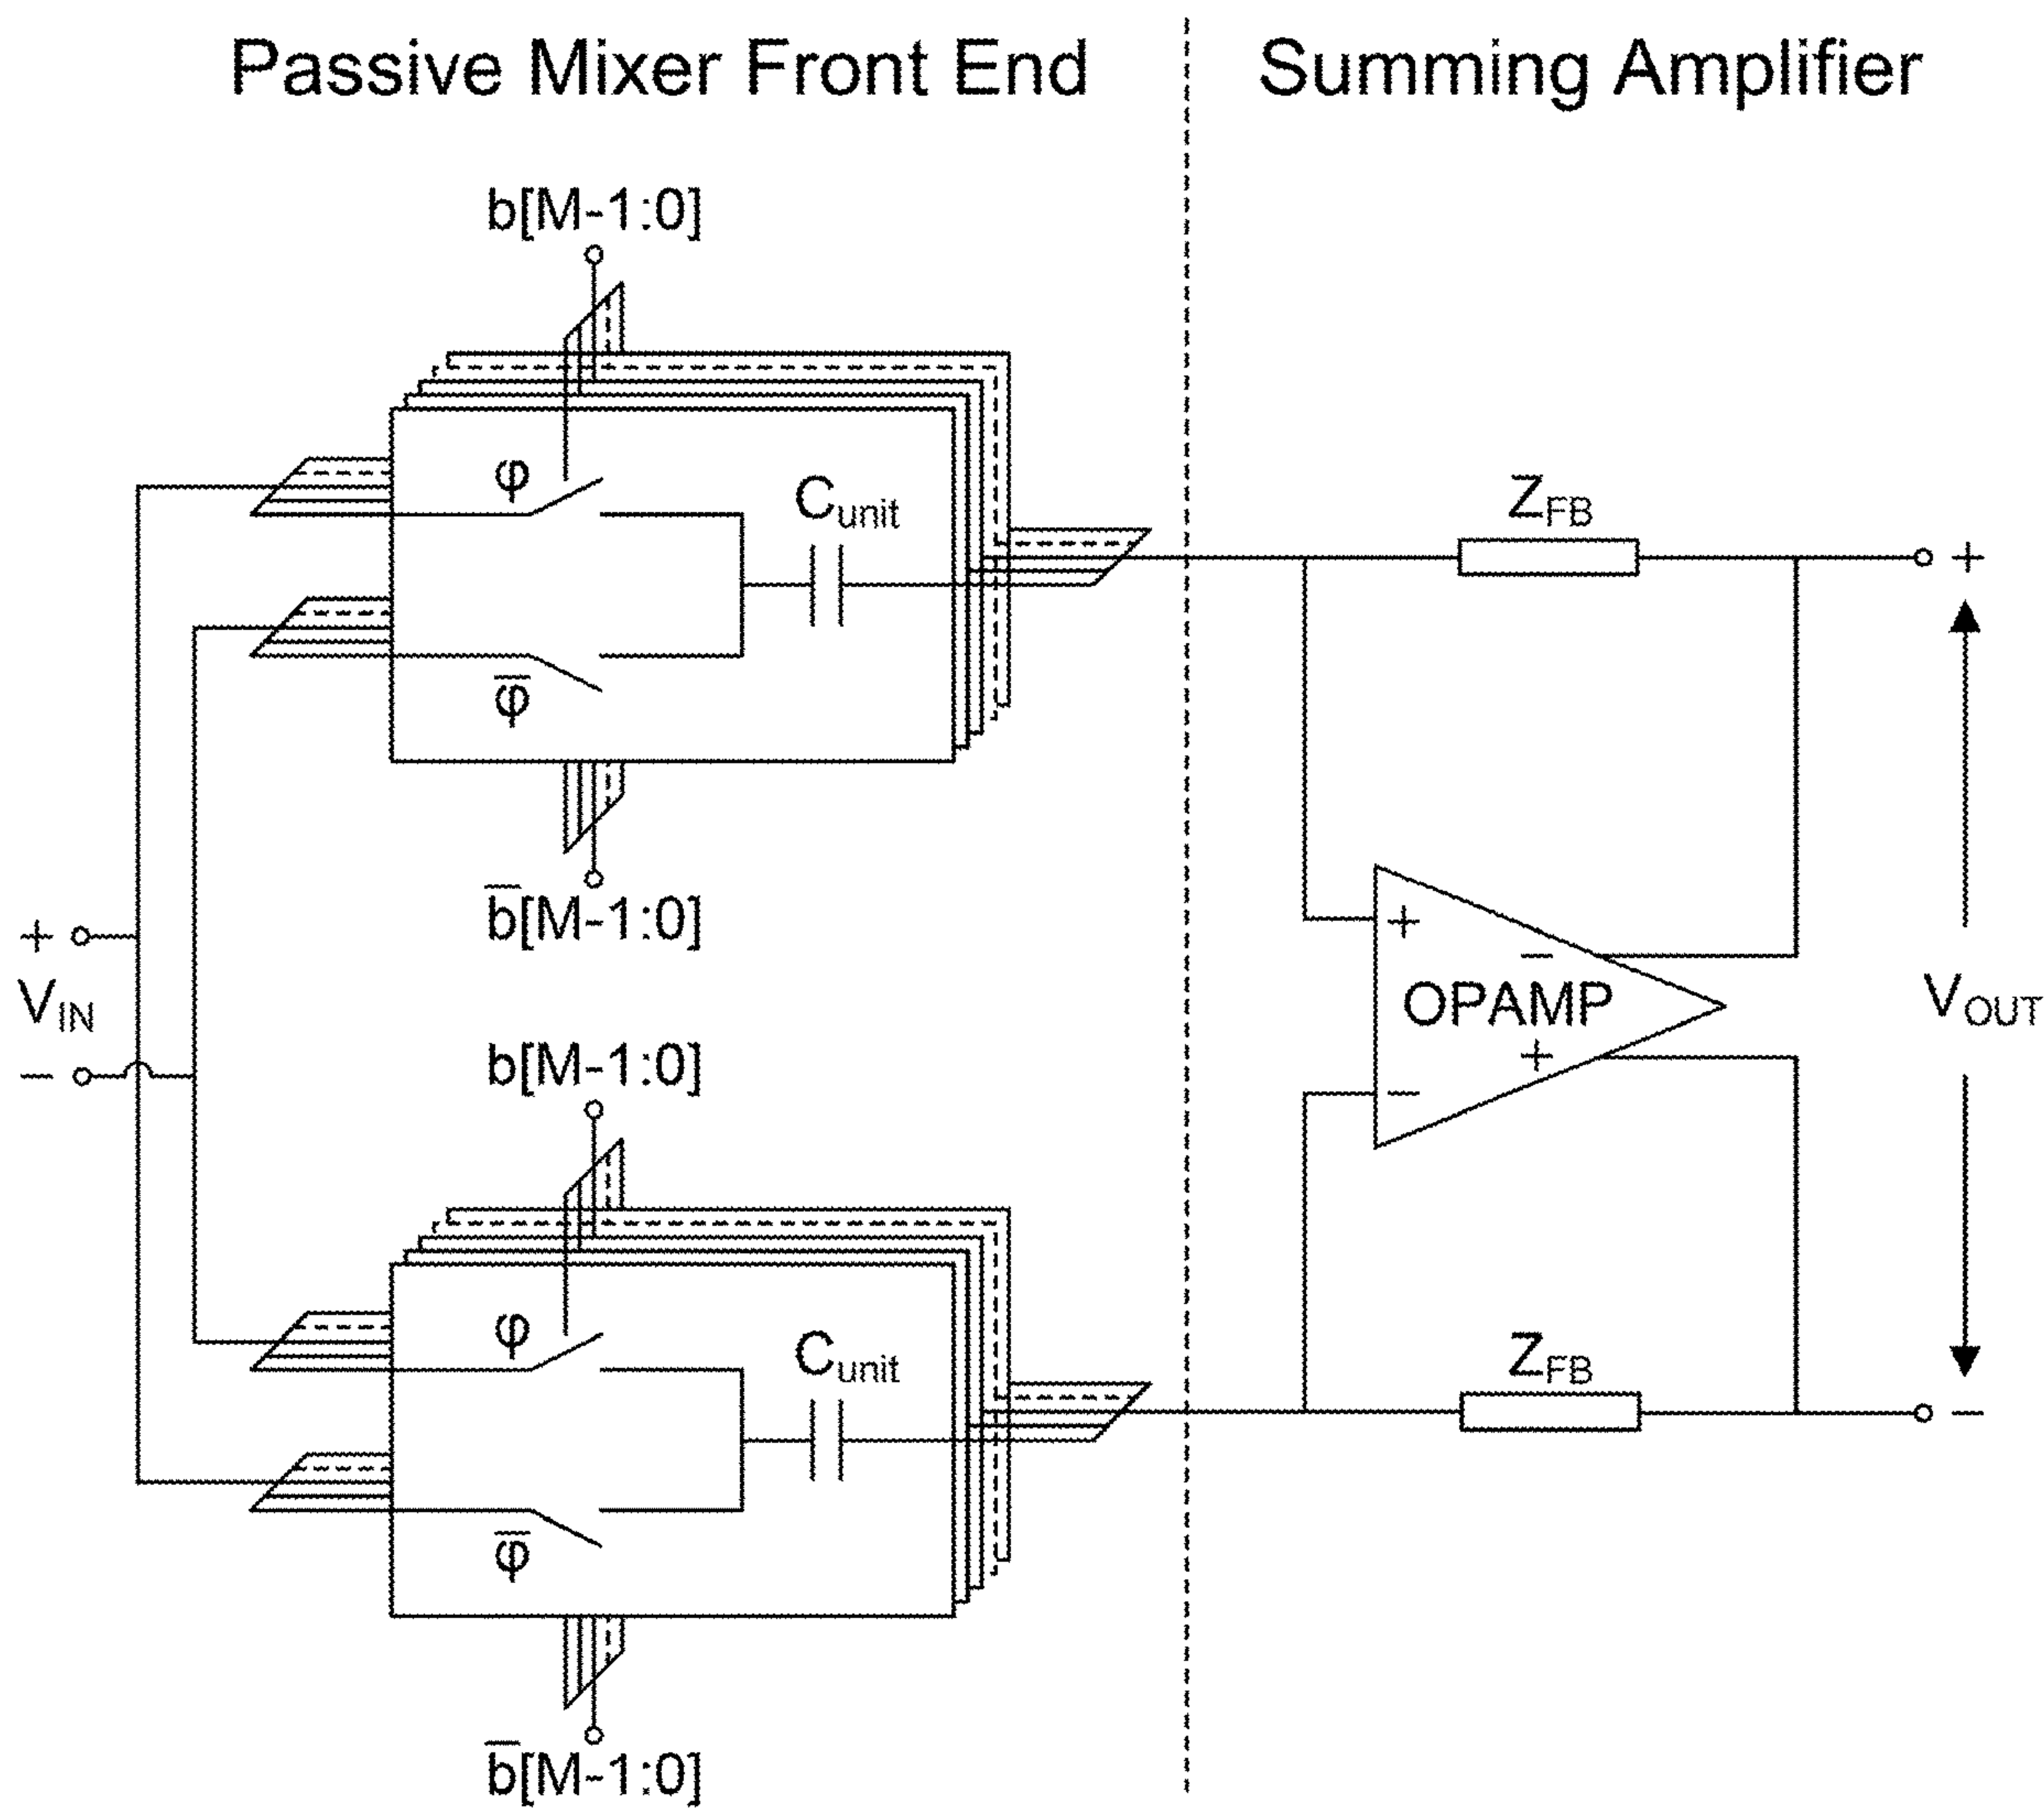 Passive Mixer Front End
Summing Amplifier
b[M-1:0]
φ
C_unit
φ̅
b̅[M-1:0]
Z_FB
+
+
−
OPAMP
+
−
+
V_IN
−
V_OUT
b[M-1:0]
φ
C_unit
φ̅
b̅[M-1:0]
Z_FB
−